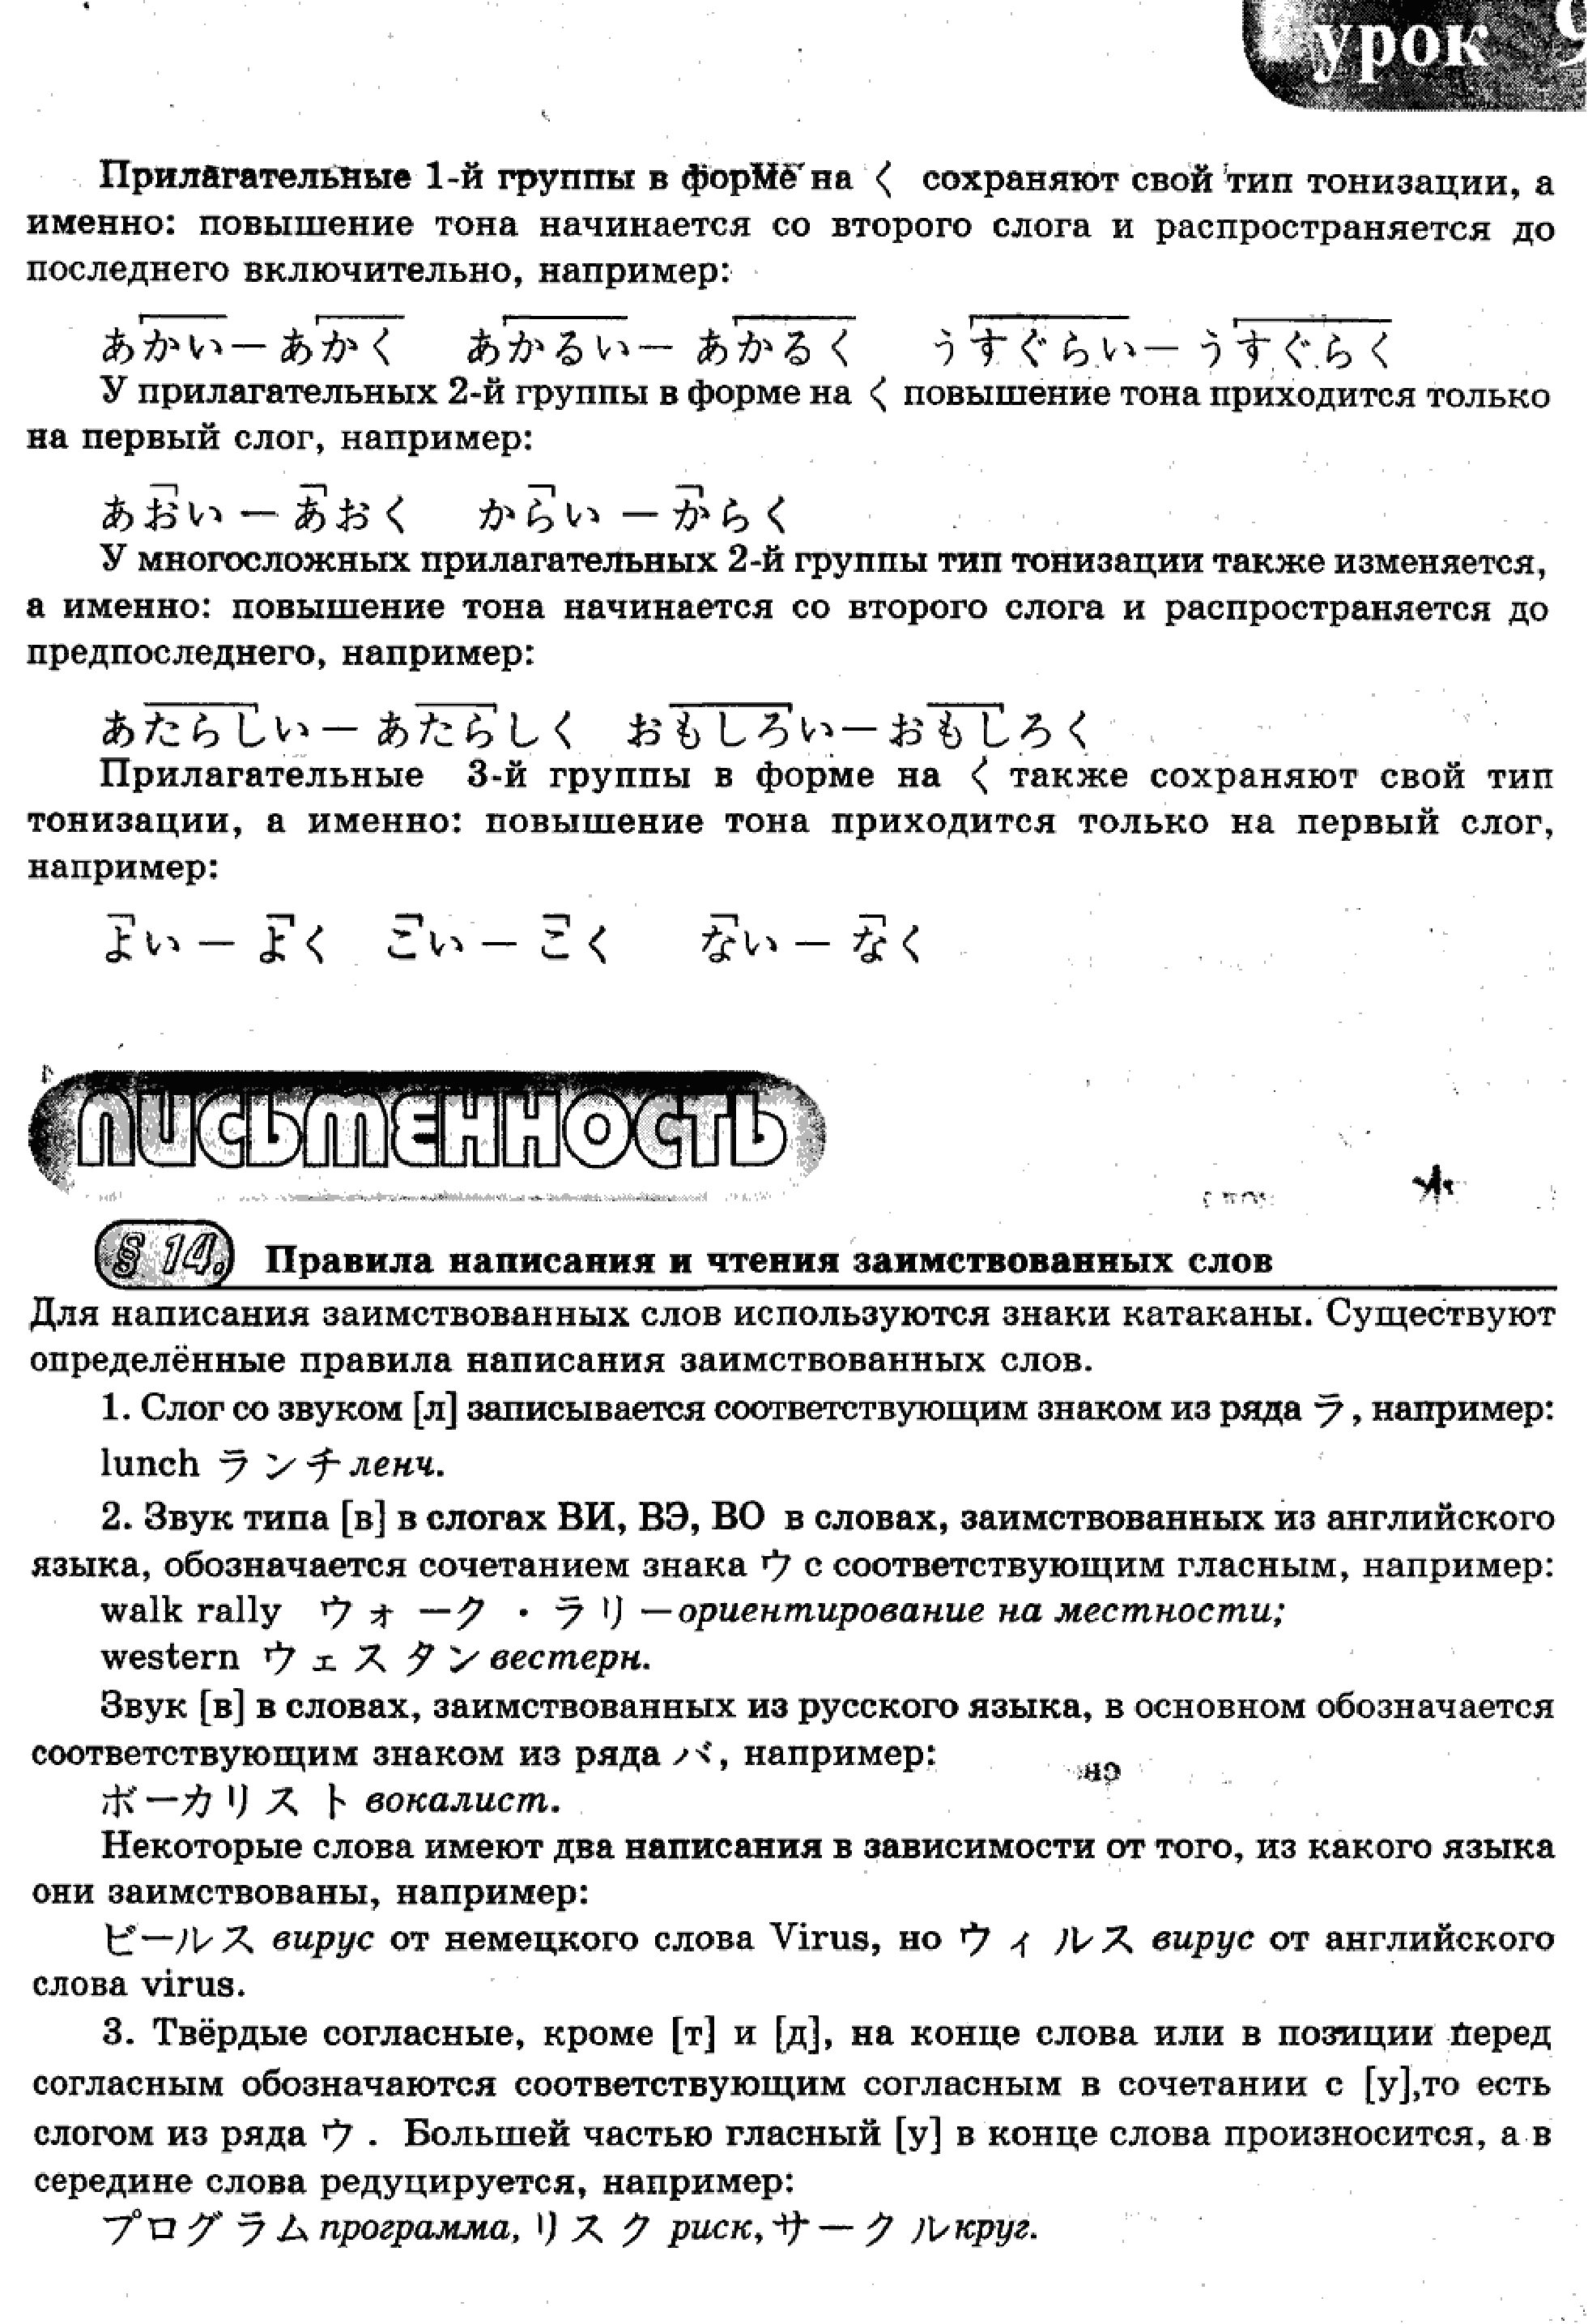 урок 9
Прилагательные 1-й группы в форме на く сохраняют свой тип тонизации, а
именно: повышение тона начинается со второго слога и распространяется до
последнего включительно, например:
あかい — あかく あかるい — あかるく うすぐらい — うすぐらく
У прилагательных 2-й группы в форме на く повышение тона приходится только
на первый слог, например:
あおい — あおく からい — からく
У многосложных прилагательных 2-й группы тип тонизации также изменяется,
а именно: повышение тона начинается со второго слога и распространяется до
предпоследнего, например:
あたらしい — あたらしく おもしろい — おもしろく
Прилагательные 3-й группы в форме на く также сохраняют свой тип
тонизации, а именно: повышение тона приходится только на первый слог,
например:
よい — よく こい — こく ない — なく
ПИСЬМЕННОСТЬ
§ 14. Правила написания и чтения заимствованных слов
Для написания заимствованных слов используются знаки катаканы. Существуют
определённые правила написания заимствованных слов.
1. Слог со звуком [л] записывается соответствующим знаком из ряда ラ, например:
lunch ランチ ленч.
2. Звук типа [в] в слогах ВИ, ВЭ, ВО в словах, заимствованных из английского
языка, обозначается сочетанием знака ウ с соответствующим гласным, например:
walk rally ウォーク・ラリー ориентирование на местности;
western ウェスタン вестерн.
Звук [в] в словах, заимствованных из русского языка, в основном обозначается
соответствующим знаком из ряда バ, например:
ボーカリスト вокалист.
Некоторые слова имеют два написания в зависимости от того, из какого языка
они заимствованы, например:
ビールス вирус от немецкого слова Virus, но ウィルス вирус от английского
слова virus.
3. Твёрдые согласные, кроме [т] и [д], на конце слова или в позиции перед
согласным обозначаются соответствующим согласным в сочетании с [у],то есть
слогом из ряда ウ. Большей частью гласный [у] в конце слова произносится, а в
середине слова редуцируется, например:
プログラム программа, リスク риск, サークル круг.